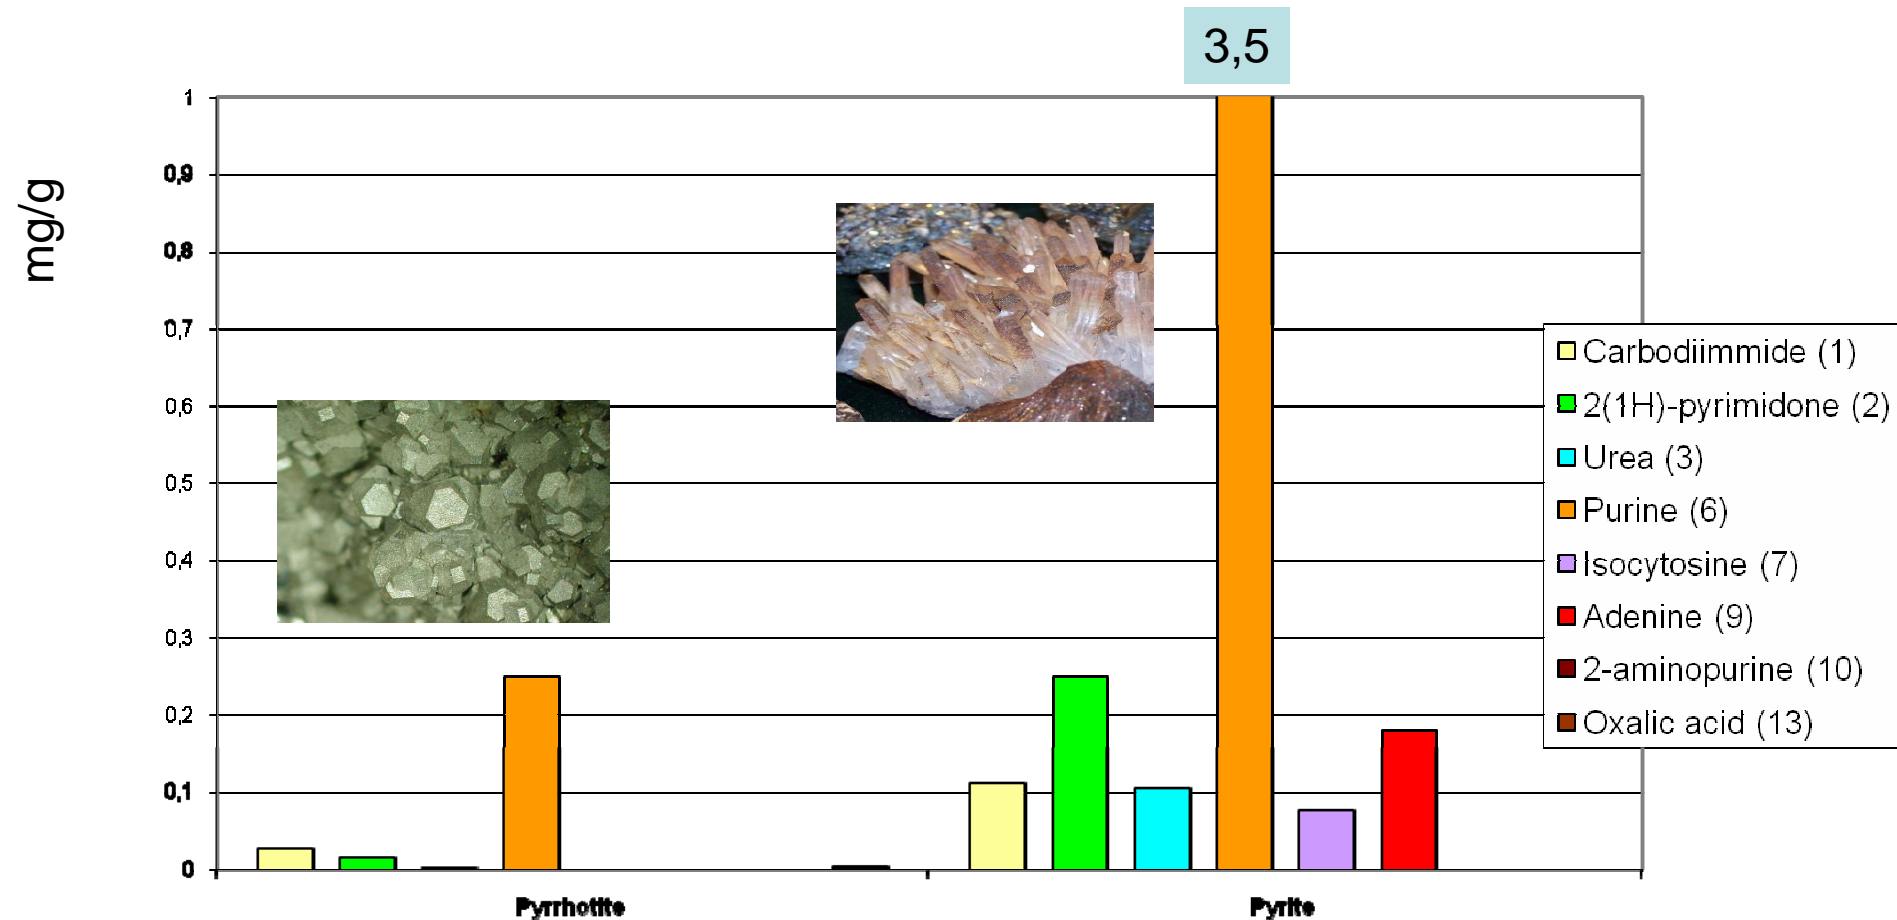 3,5
mg/g
1
0,9
0,8
0,7
0,6
0,5
0,4
0,3
0,2
0,1
0
Pyrrhotite
Pyrite
Carbodiimmide (1)
2(1H)-pyrimidone (2)
Urea (3)
Purine (6)
Isocytosine (7)
Adenine (9)
2-aminopurine (10)
Oxalic acid (13)